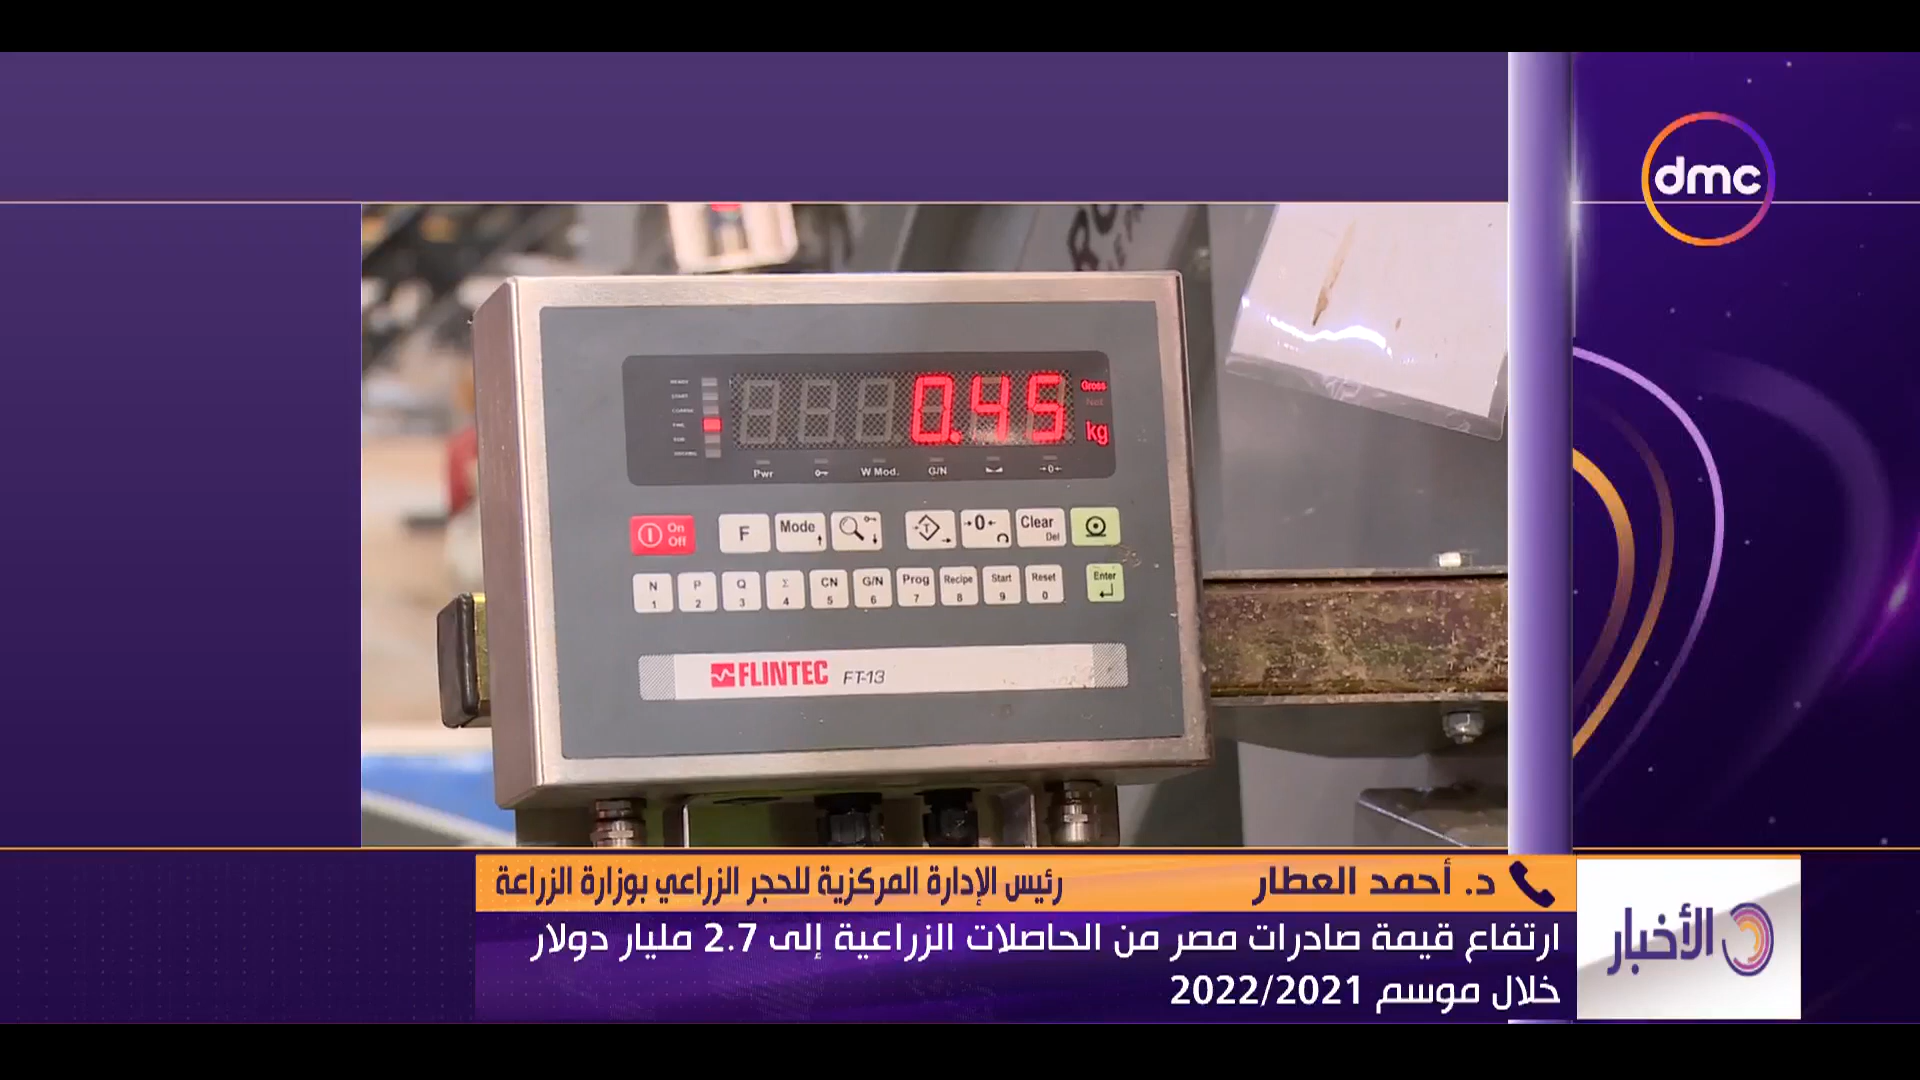 dmc
0.45
Gross
Net
kg
Pwr
W Mod.
G/N
On
Off
F
Mode
T
→0←
Clear
Del
N
1
P
2
Q
3
Σ
4
CN
5
G/N
6
Prog
7
Recipe
8
Start
9
Reset
0
Enter
FLINTEC FT-13
د. أحمد العطار
رئيس الإدارة المركزية للحجر الزراعي بوزارة الزراعة
ارتفاع قيمة صادرات مصر من الحاصلات الزراعية إلى 2.7 مليار دولار
خلال موسم 2022/2021
الأخبار